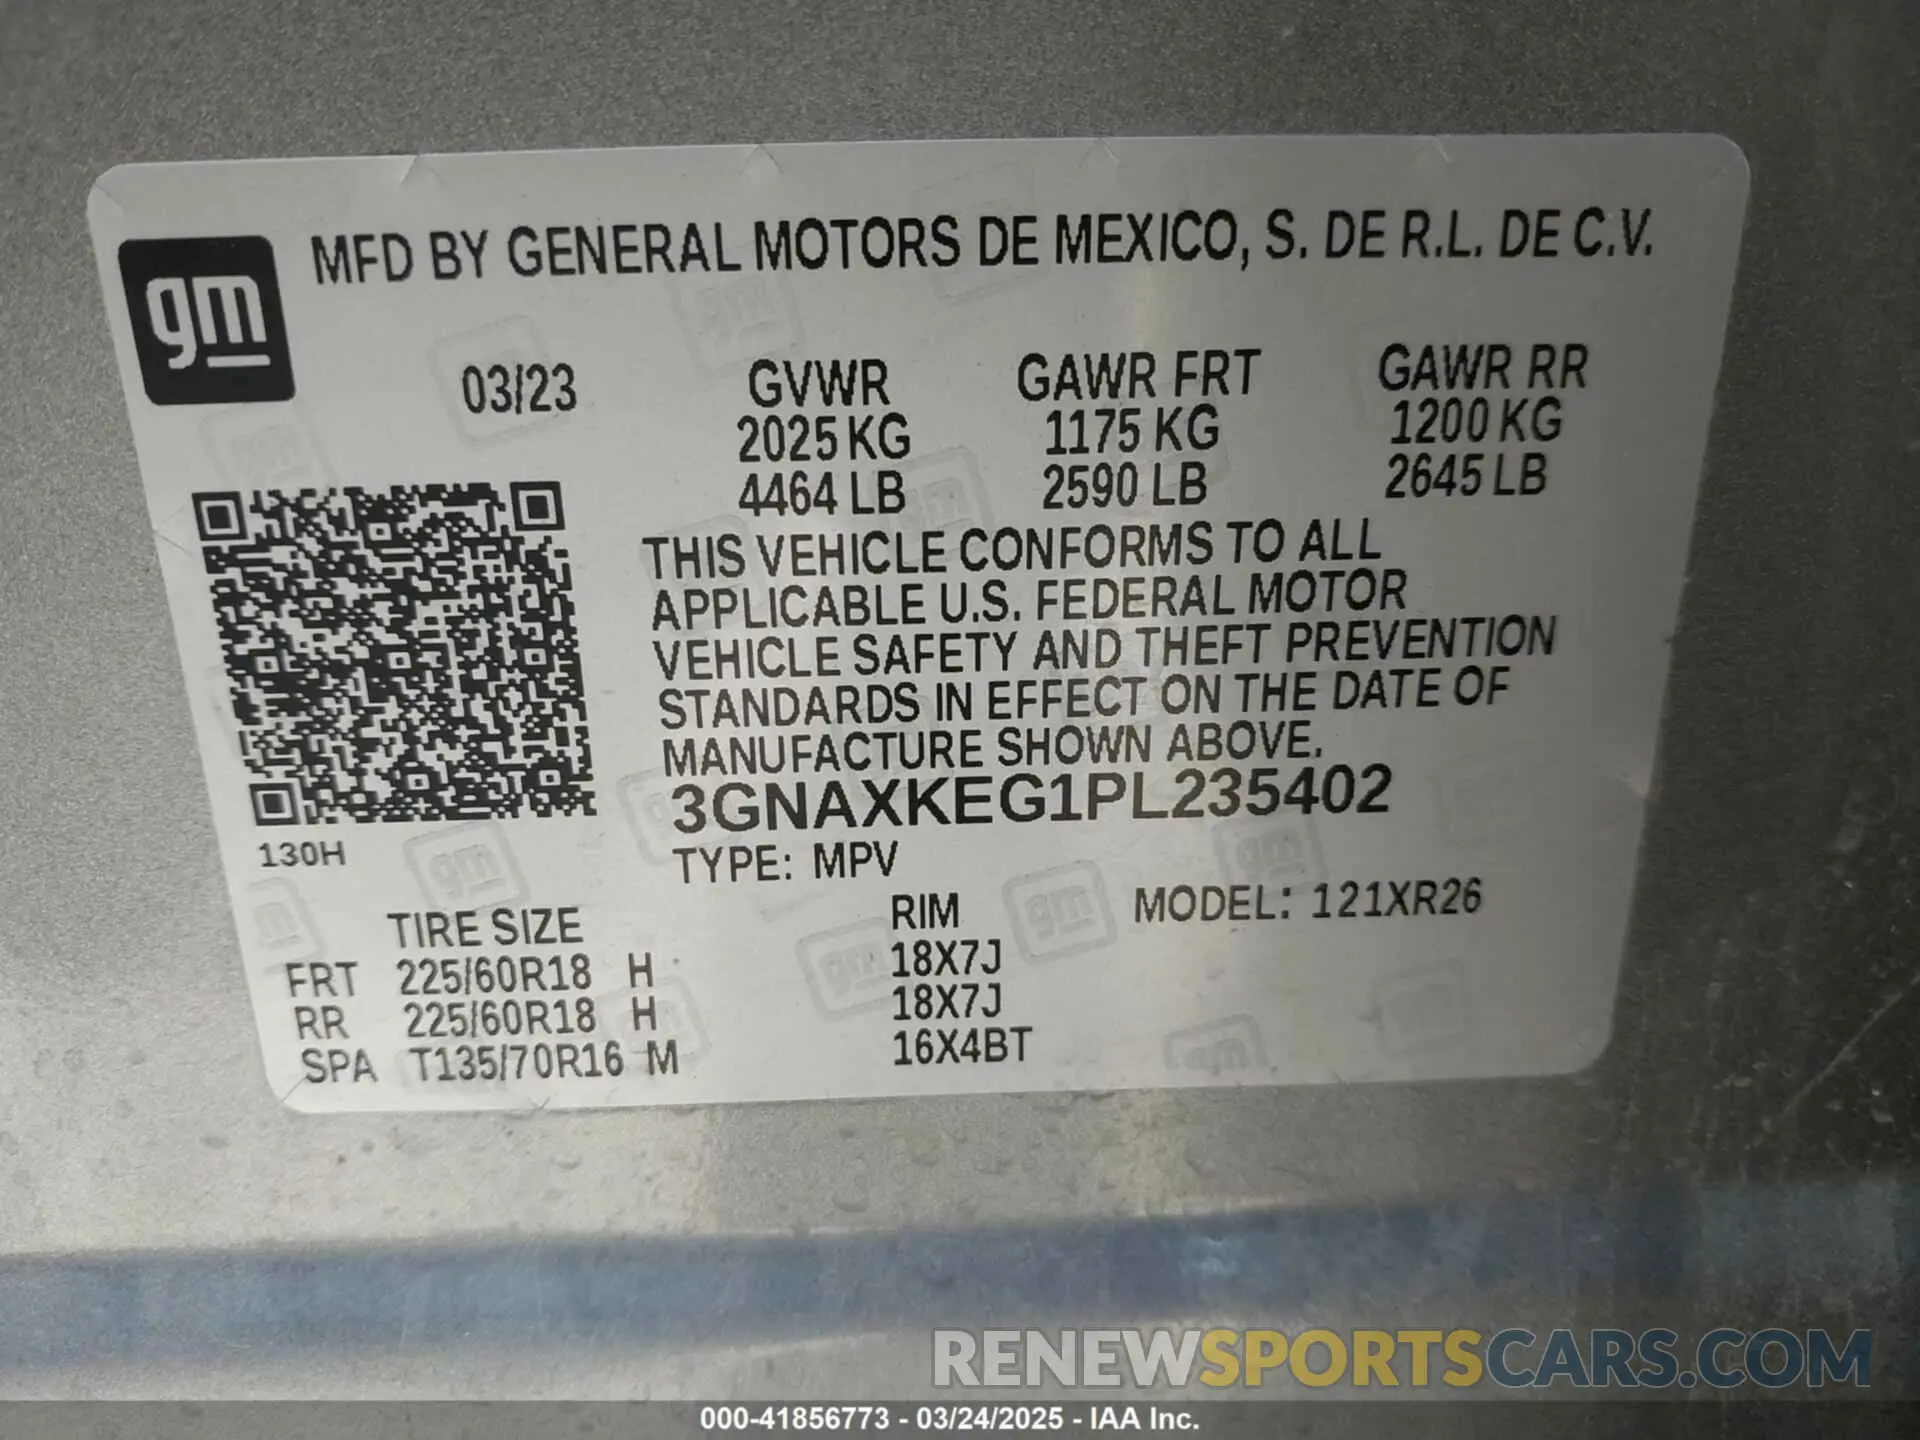 gm
MFD BY GENERAL MOTORS DE MEXICO, S. DE R.L. DE C.V.
03/23 GVWR GAWR FRT GAWR RR
2025 KG 1175 KG 1200 KG
4464 LB 2590 LB 2645 LB
THIS VEHICLE CONFORMS TO ALL
APPLICABLE U.S. FEDERAL MOTOR
VEHICLE SAFETY AND THEFT PREVENTION
STANDARDS IN EFFECT ON THE DATE OF
MANUFACTURE SHOWN ABOVE.
3GNAXKEG1PL235402
130H
TYPE: MPV
TIRE SIZE RIM MODEL: 121XR26
FRT 225/60R18 H 18X7J
RR 225/60R18 H 18X7J
SPA T135/70R16 M 16X4BT
RENEWSPORTSCARS.COM
000-41856773 - 03/24/2025 - IAA Inc.